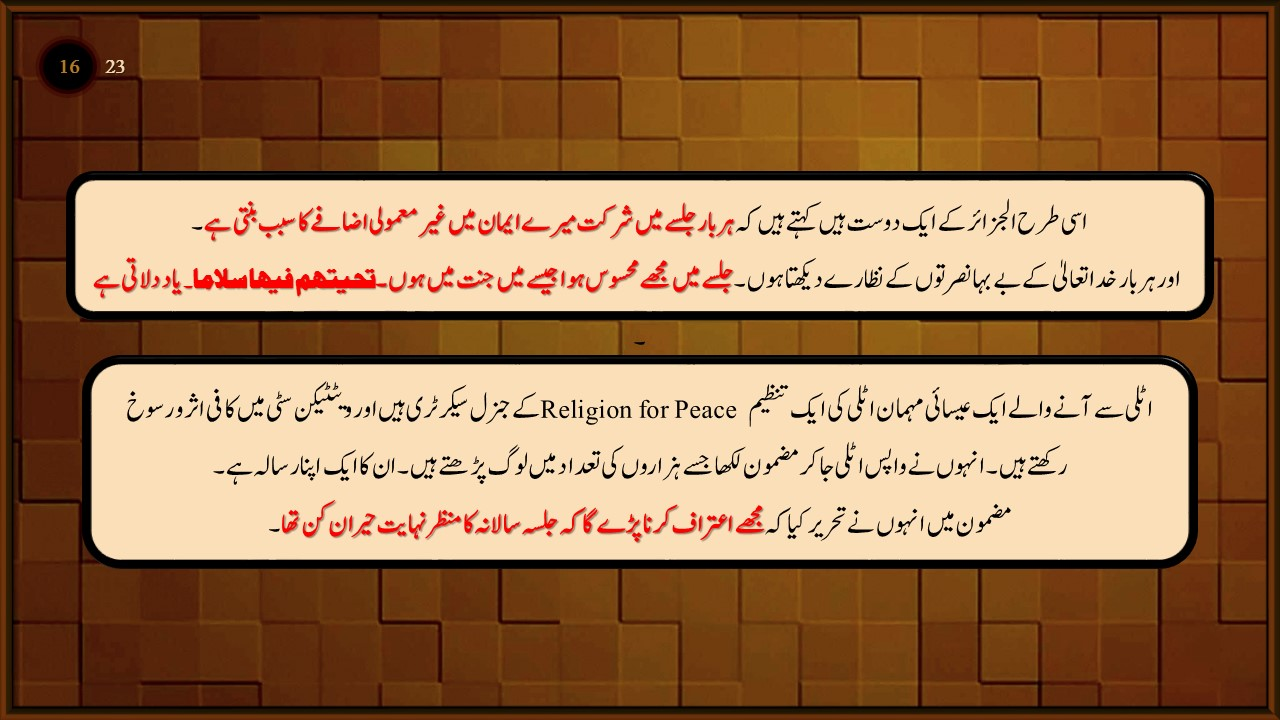 16 23
اسی طرح الجزائر کے ایک دوست ہیں کہتے ہیں کہ ہر بار جلسے میں شرکت میرے ایمان میں غیر معمولی اضافے کا سبب بنتی ہے۔
اور ہر بار خدا تعالیٰ کے بے بہا نصرتوں کے نظارے دیکھتا ہوں۔ جلسے میں مجھے محسوس ہوا جیسے میں جنت میں ہوں۔ تحیتھم فیھا سلاما۔ یاد دلاتی ہے
۔
اٹلی سے آنے والے ایک عیسائی مہمان اٹلی کی ایک تنظیم Religion for Peace کے جنرل سیکرٹری ہیں اور ویٹیکن سٹی میں کافی اثر و رسوخ
رکھتے ہیں۔ انہوں نے واپس اٹلی جا کر مضمون لکھا جسے ہزاروں کی تعداد میں لوگ پڑھتے ہیں۔ ان کا ایک اپنا رسالہ ہے۔
مضمون میں انہوں نے تحریر کیا کہ مجھے اعتراف کرنا پڑے گا کہ جلسہ سالانہ کا منظر نہایت حیران کن تھا۔